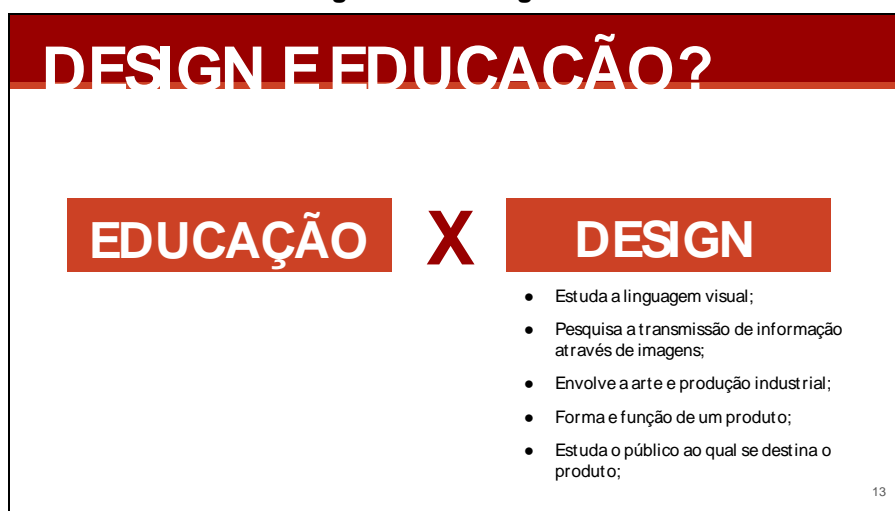 DESIGN E EDUCAÇÃO?
EDUCAÇÃO
X
DESIGN
● Estuda a linguagem visual;
● Pesquisa a transmissão de informação
através de imagens;
● Envolve a arte e produção industrial;
● Forma e função de um produto;
● Estuda o público ao qual se destina o
produto;
13